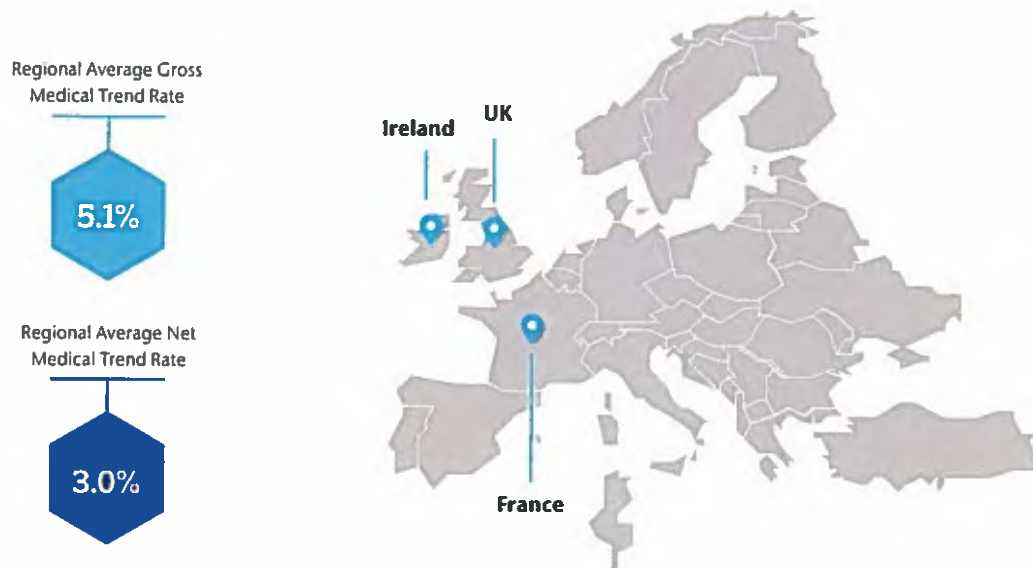 Regional Average Gross
Medical Trend Rate
5.1%
Ireland
UK
Regional Average Net
Medical Trend Rate
3.0%
France